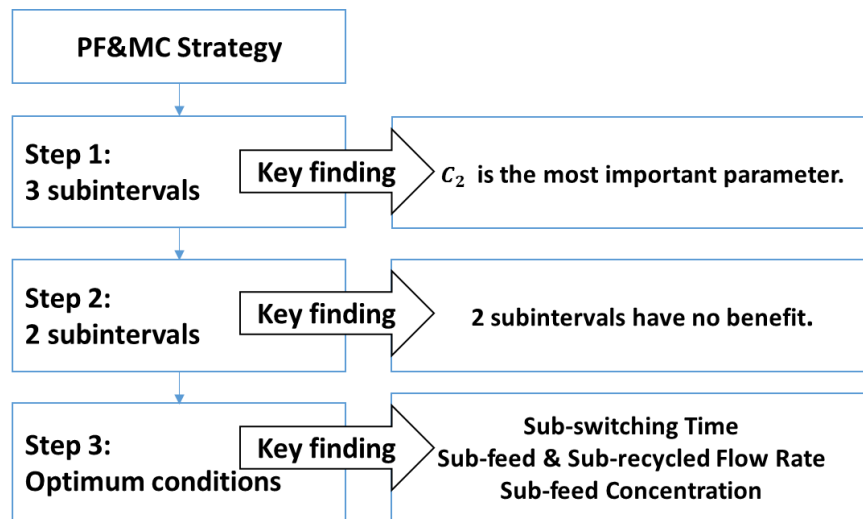 PF&MC Strategy
Step 1:
3 subintervals
Key finding
C₂ is the most important parameter.
Step 2:
2 subintervals
Key finding
2 subintervals have no benefit.
Step 3:
Optimum conditions
Key finding
Sub-switching Time
Sub-feed & Sub-recycled Flow Rate
Sub-feed Concentration